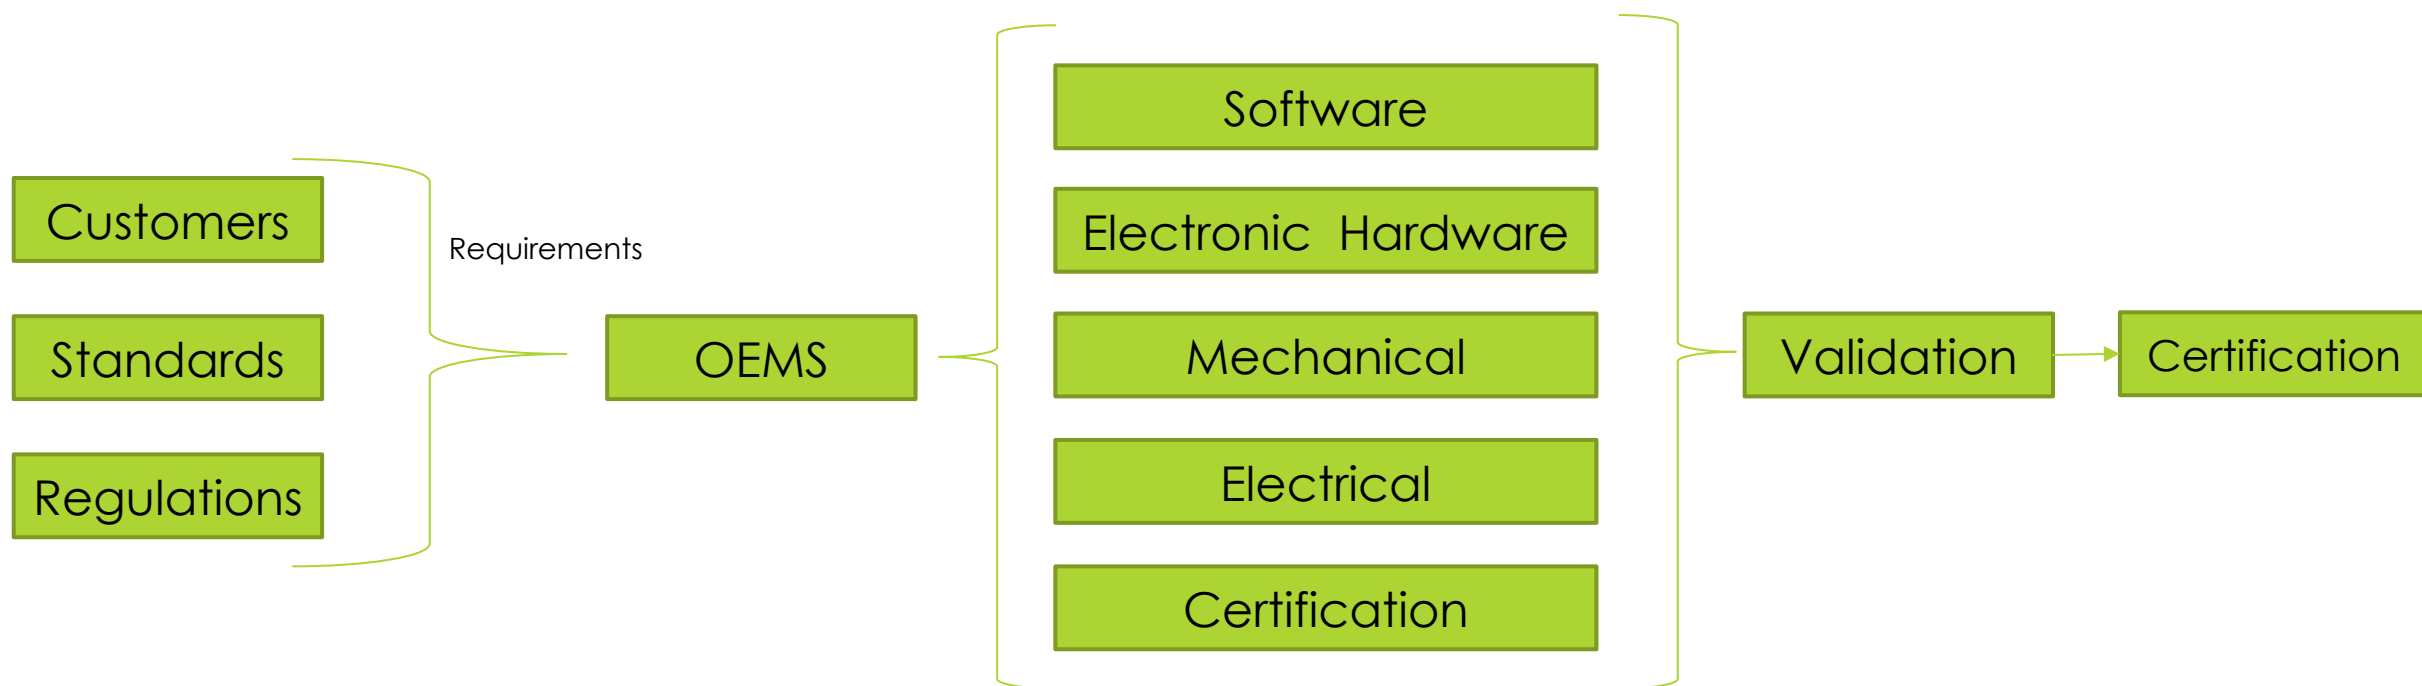 Customers
Standards
Regulations
Requirements
OEMS
Software
Electronic Hardware
Mechanical
Electrical
Certification
Validation
Certification